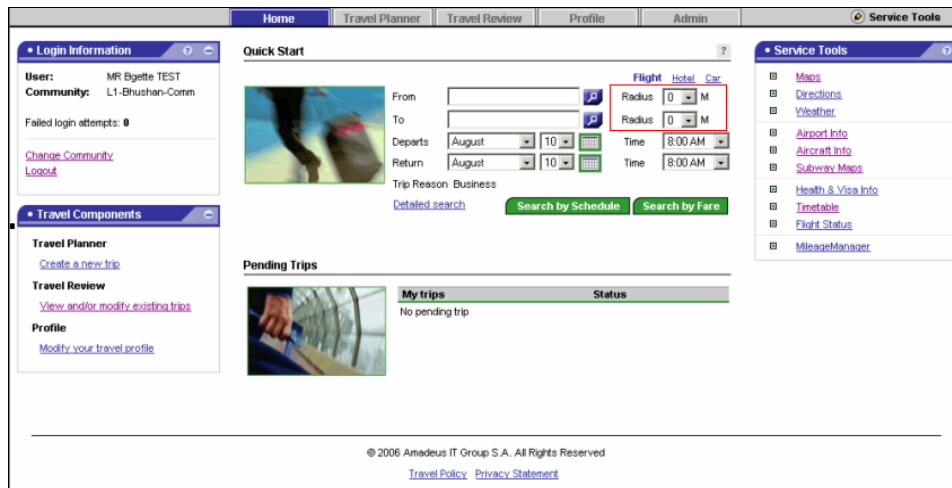 Home Travel Planner Travel Review Profile Admin Service Tools
• Login Information
User: MR Bgette TEST
Community: L1-Bhushan-Comm
Failed login attempts: 0
Change Community
Logout
• Travel Components
Travel Planner
Create a new trip
Travel Review
View and/or modify existing trips
Profile
Modify your travel profile
Quick Start ?
Flight Hotel Car
From Radius 0 M
To Radius 0 M
Departs August 10 Time 8:00 AM
Return August 10 Time 8:00 AM
Trip Reason Business
Detailed search Search by Schedule Search by Fare
Pending Trips
My trips Status
No pending trip
• Service Tools ?
Maps
Directions
Weather
Airport Info
Aircraft Info
Subway Maps
Health & Visa Info
Timetable
Flight Status
MileageManager
© 2006 Amadeus IT Group S.A. All Rights Reserved
Travel Policy Privacy Statement